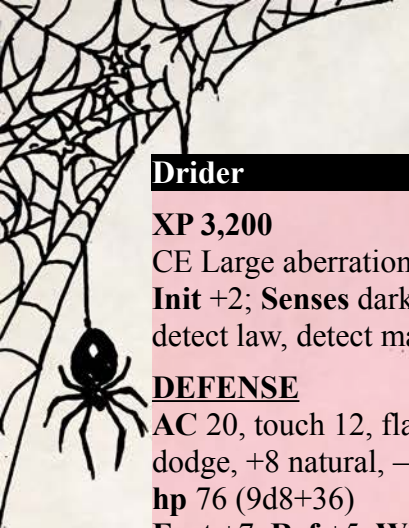 Drider
XP 3,200
CE Large aberration
Init +2; Senses dark
detect law, detect ma
DEFENSE
AC 20, touch 12, fla
dodge, +8 natural, –
hp 76 (9d8+36)